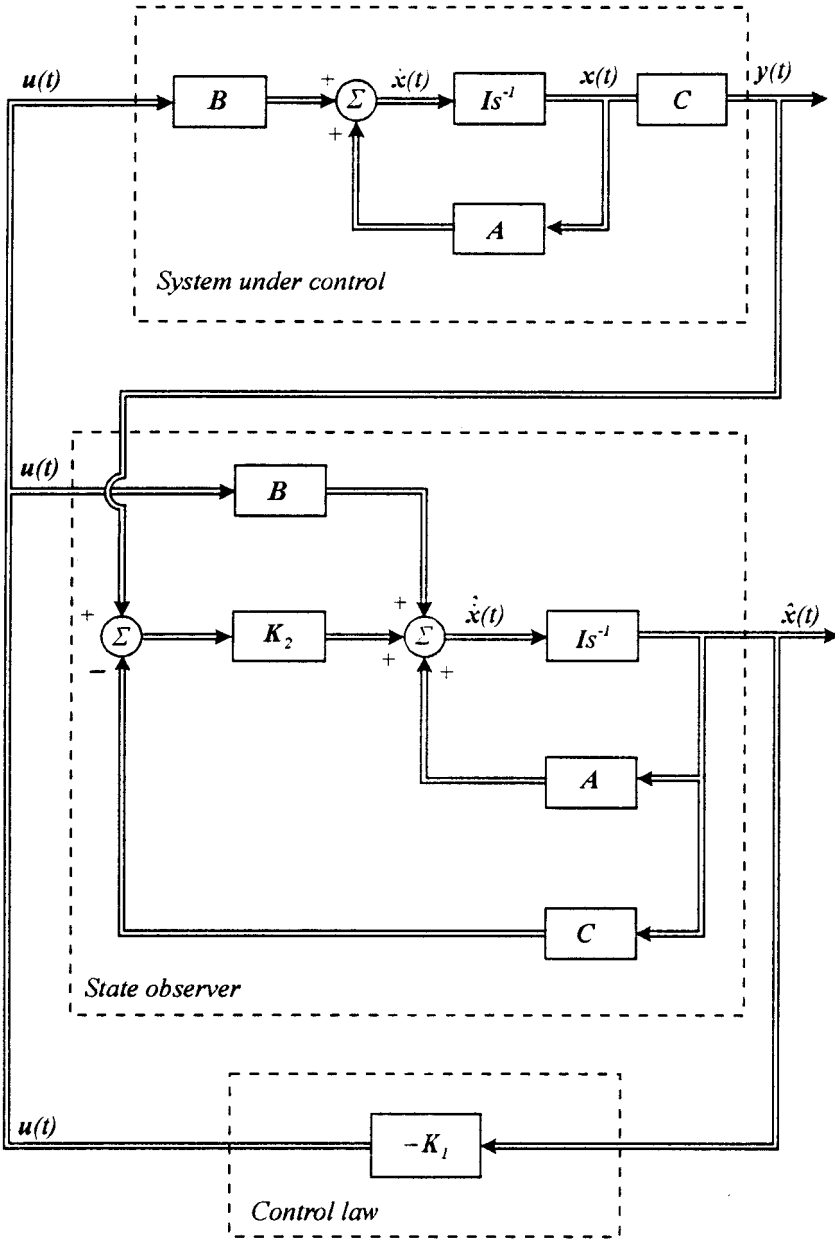 u(t)
B
+
Σ
+
ẋ(t)
Is⁻¹
x(t)
C
y(t)
A
System under control
u(t)
B
+
Σ
−
K₂
+
+
Σ
+
x̂̇(t)
Is⁻¹
x̂(t)
A
C
State observer
u(t)
−K₁
Control law